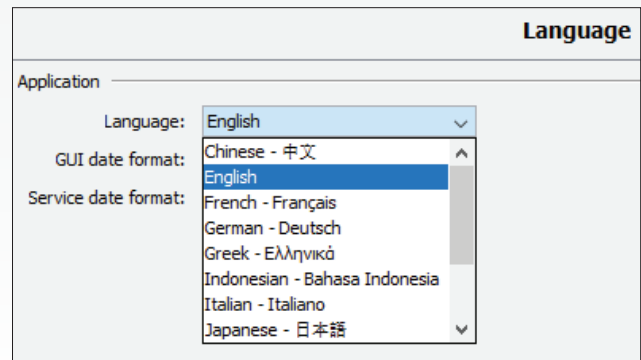 Language
Application
Language: English
GUI date format:
Service date format:
Chinese - 中文
English
French - Français
German - Deutsch
Greek - Ελληνικά
Indonesian - Bahasa Indonesia
Italian - Italiano
Japanese - 日本語